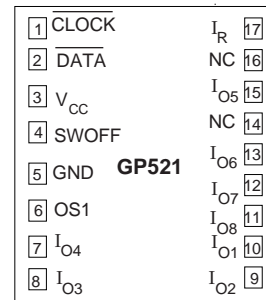 1 CLOCK
2 DATA
3 VCC
4 SWOFF
5 GND
6 OS1
7 IO4
8 IO3
GP521
IR 17
NC 16
IO5 15
NC 14
IO6 13
IO7 12
IO8 11
IO1 10
IO2 9